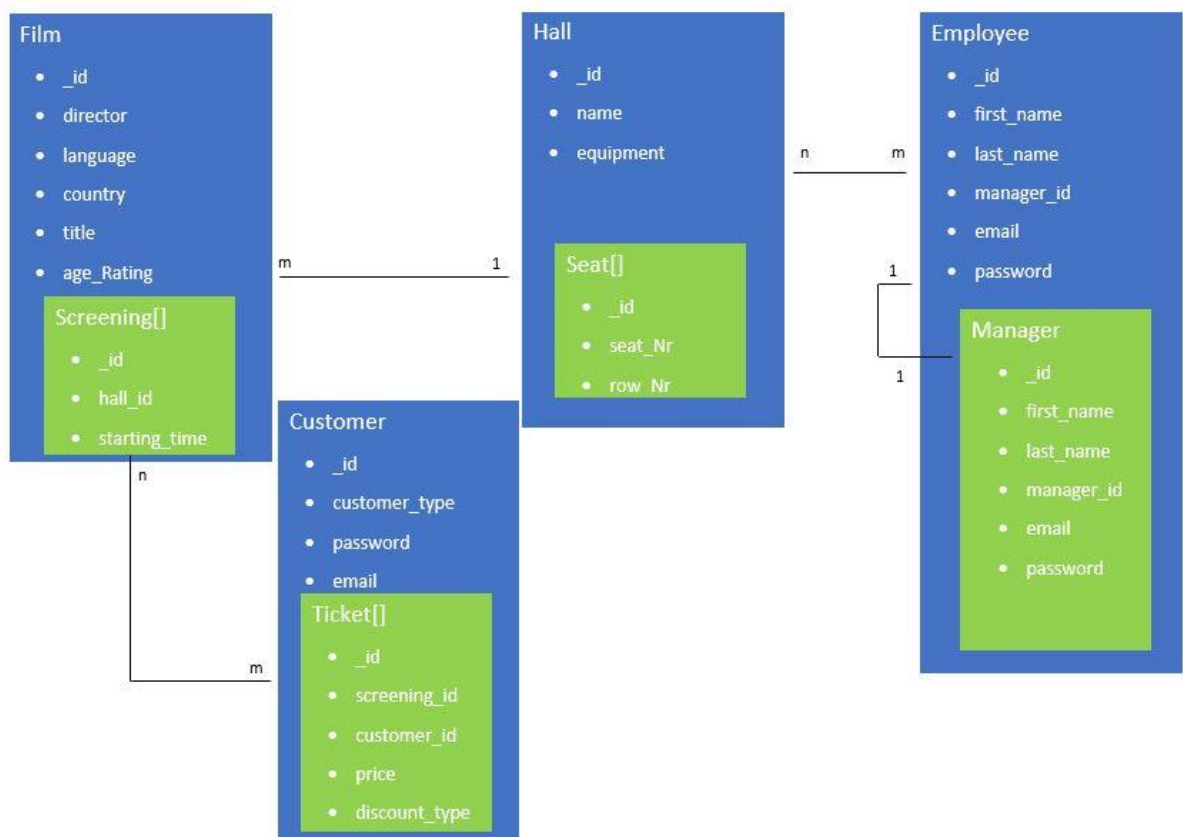 Film
• _id
• director
• language
• country
• title
• age_Rating
Screening[]
• _id
• hall_id
• starting_time
m
1
n
m
Customer
• _id
• customer_type
• password
• email
Ticket[]
• _id
• screening_id
• customer_id
• price
• discount_type
Hall
• _id
• name
• equipment
Seat[]
• _id
• seat_Nr
• row_Nr
n
m
Employee
• _id
• first_name
• last_name
• manager_id
• email
• password
1
1
Manager
• _id
• first_name
• last_name
• manager_id
• email
• password